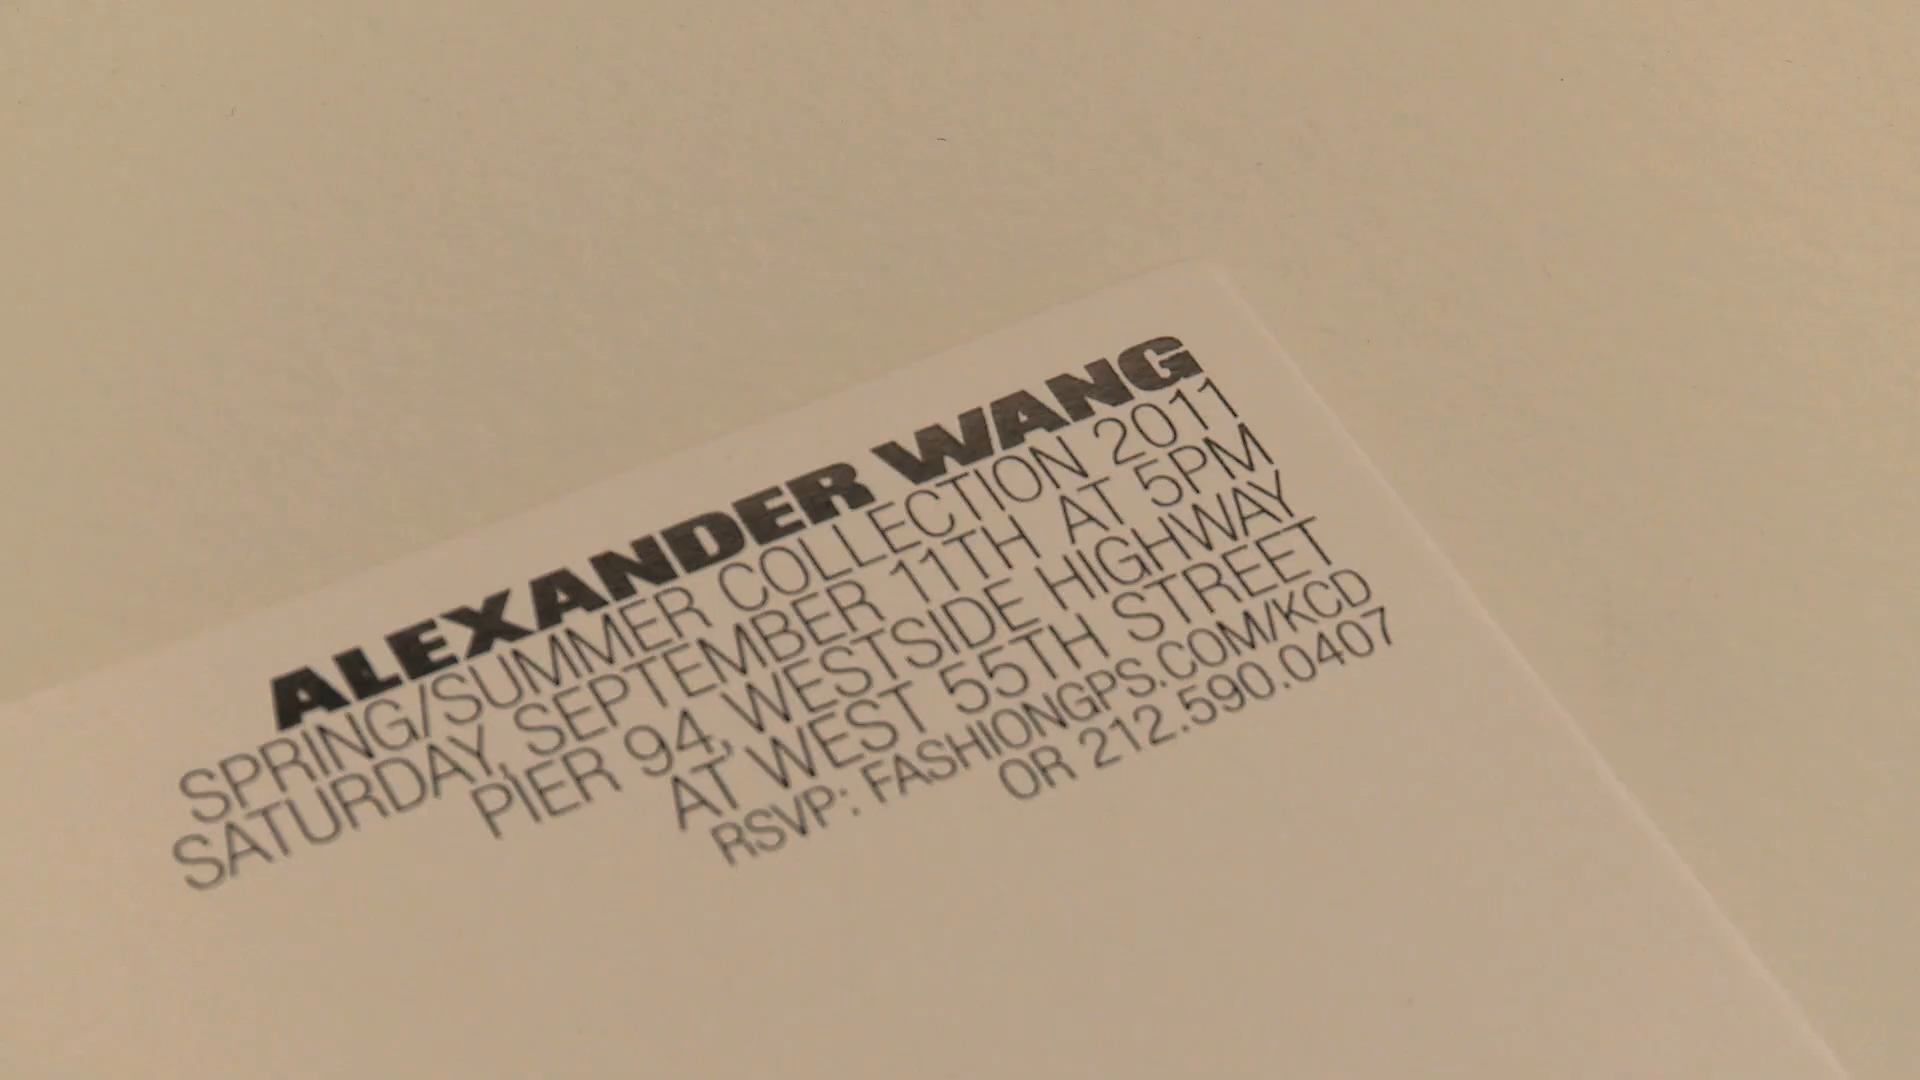 ALEXANDER WANG
SPRING/SUMMER COLLECTION 2011
SATURDAY, SEPTEMBER 11TH AT 5PM
PIER 94, WESTSIDE HIGHWAY
AT WEST 55TH STREET
RSVP: FASHIONGPS.COM/KCD
OR 212.590.0407